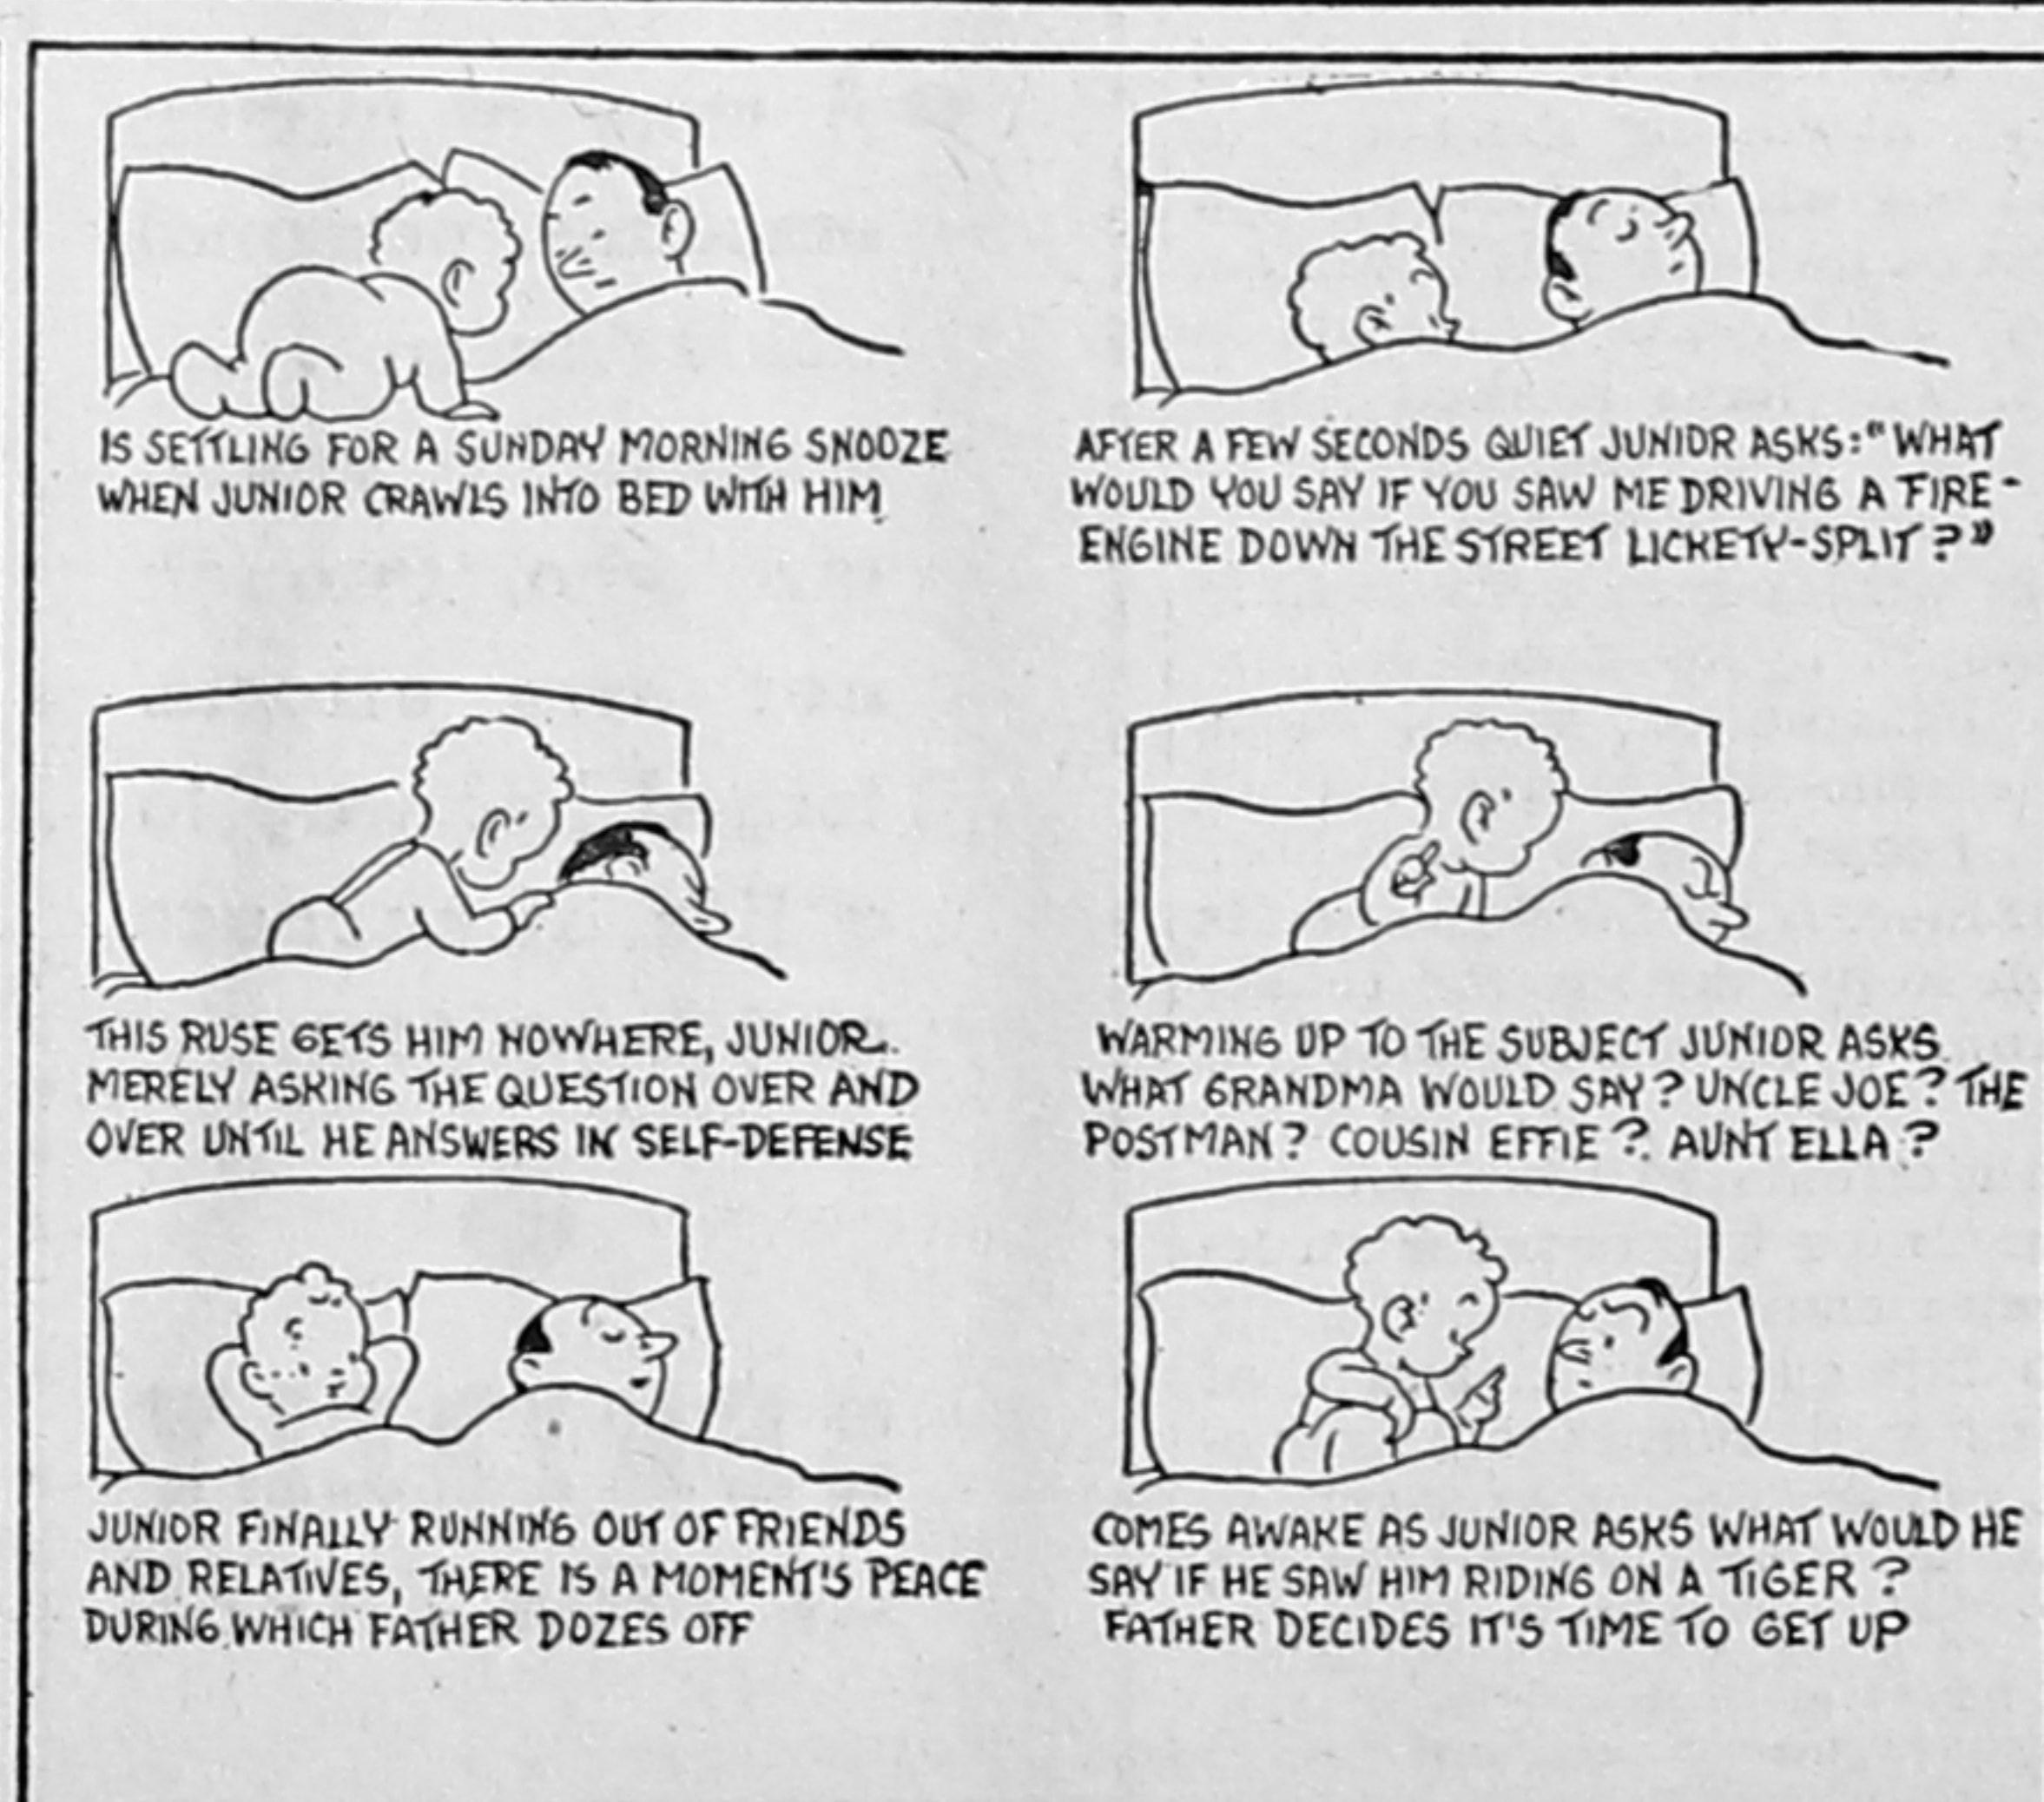 IS SETTLING FOR A SUNDAY MORNING SNOOZE
WHEN JUNIOR CRAWLS INTO BED WITH HIM
AFTER A FEW SECONDS QUIET JUNIOR ASKS: "WHAT
WOULD YOU SAY IF YOU SAW ME DRIVING A FIRE-
ENGINE DOWN THE STREET LICKETY-SPLIT?"
THIS RUSE GETS HIM NOWHERE, JUNIOR
MERELY ASKING THE QUESTION OVER AND
OVER UNTIL HE ANSWERS IN SELF-DEFENSE
WARMING UP TO THE SUBJECT JUNIOR ASKS
WHAT GRANDMA WOULD SAY? UNCLE JOE? THE
POSTMAN? COUSIN EFFIE? AUNT ELLA?
JUNIOR FINALLY RUNNING OUT OF FRIENDS
AND RELATIVES, THERE IS A MOMENT'S PEACE
DURING WHICH FATHER DOZES OFF
COMES AWAKE AS JUNIOR ASKS WHAT WOULD HE
SAY IF HE SAW HIM RIDING ON A TIGER?
FATHER DECIDES IT'S TIME TO GET UP